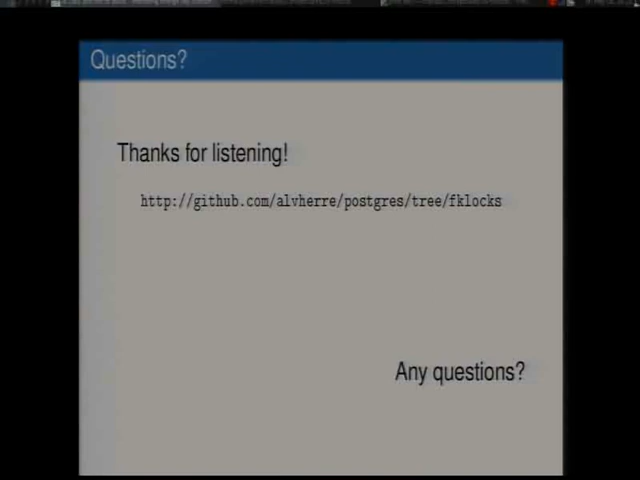 Questions?
Thanks for listening!
http://github.com/alvherre/postgres/tree/fklocks
Any questions?